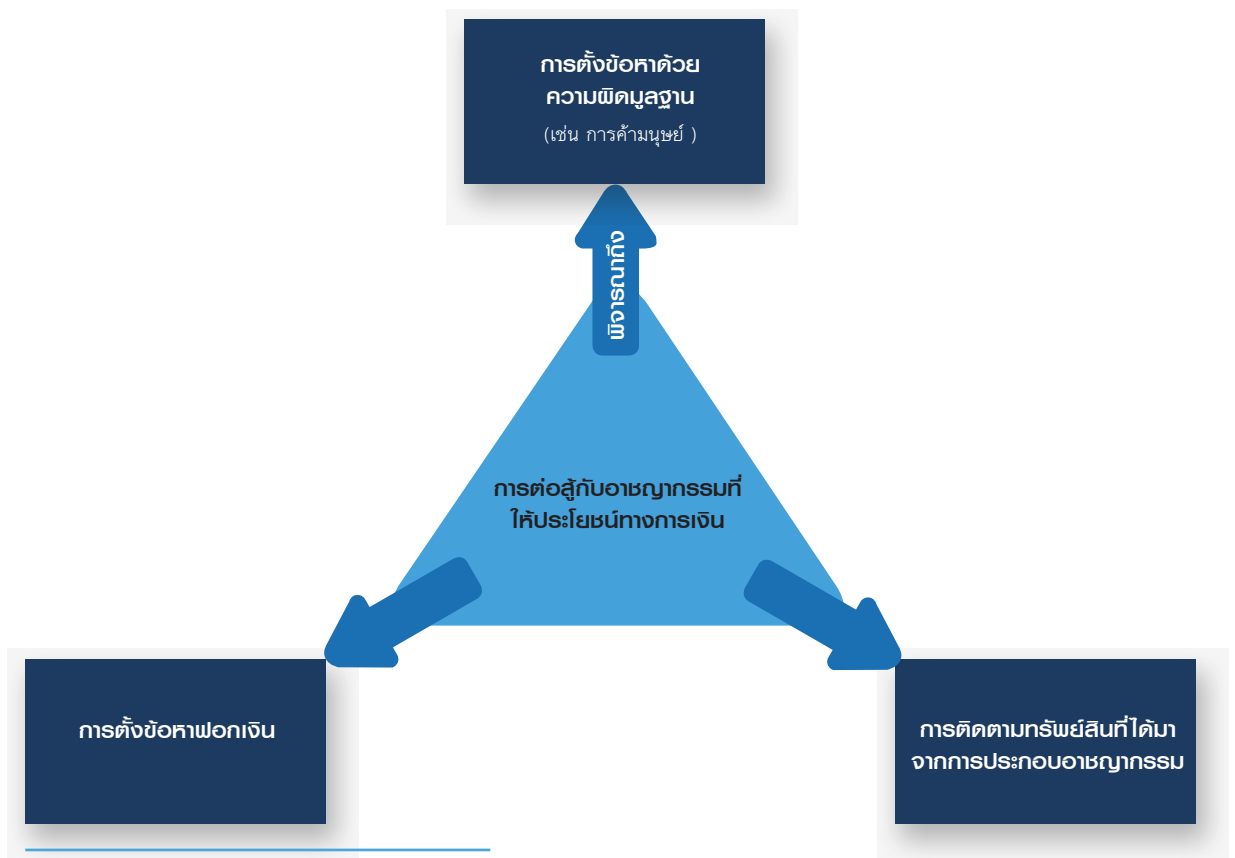 การตั้งข้อหาด้วย
ความผิดมูลฐาน
(เช่น การค้ามนุษย์ )
พิจารณาถึง
การต่อสู้กับอาชญากรรมที่
ให้ประโยชน์ทางการเงิน
การตั้งข้อหาฟอกเงิน
การติดตามทรัพย์สินที่ได้มา
จากการประกอบอาชญากรรม